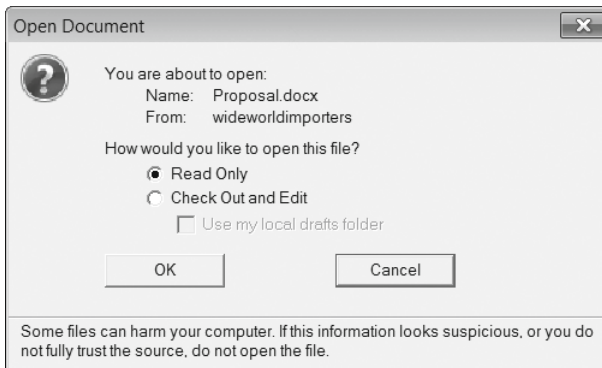 Open Document
You are about to open:
Name: Proposal.docx
From: wideworldimporters
How would you like to open this file?
Read Only
Check Out and Edit
Use my local drafts folder
OK Cancel
Some files can harm your computer. If this information looks suspicious, or you do
not fully trust the source, do not open the file.